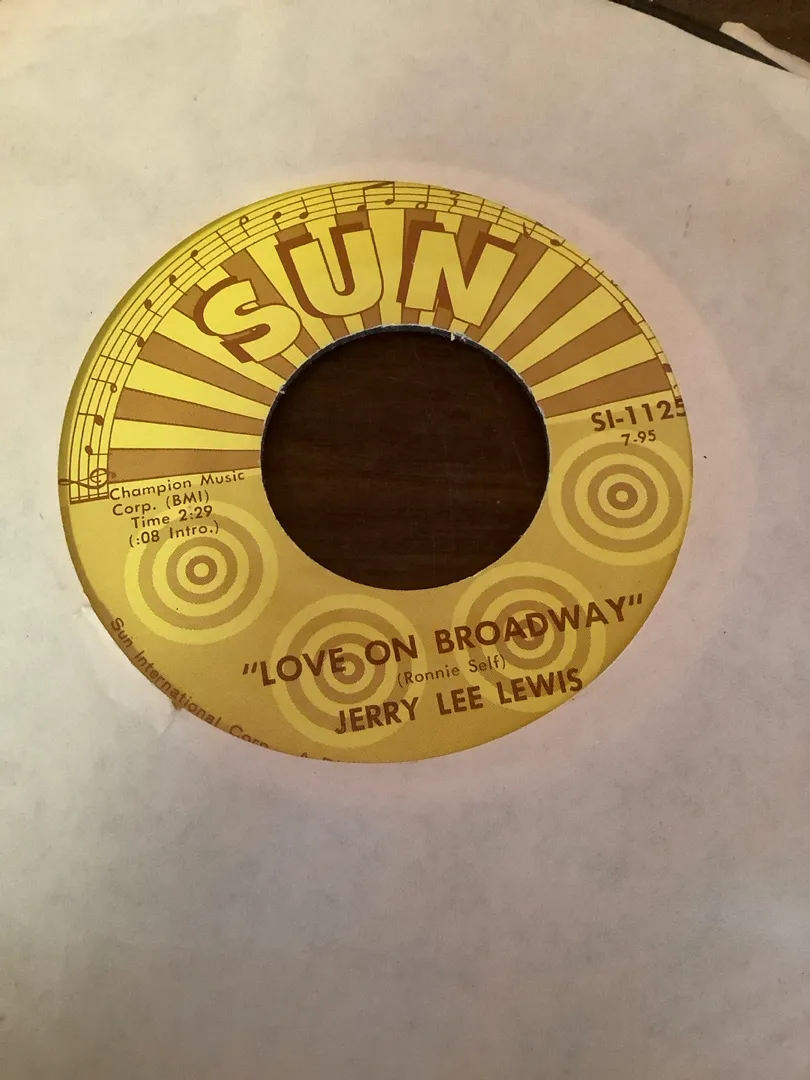 SUN
SI-1125
7-95
Champion Music
Corp. (BMI)
Time 2:29
(:08 Intro.)
"LOVE ON BROADWAY"
(Ronnie Self)
JERRY LEE LEWIS
Sun International Corp.